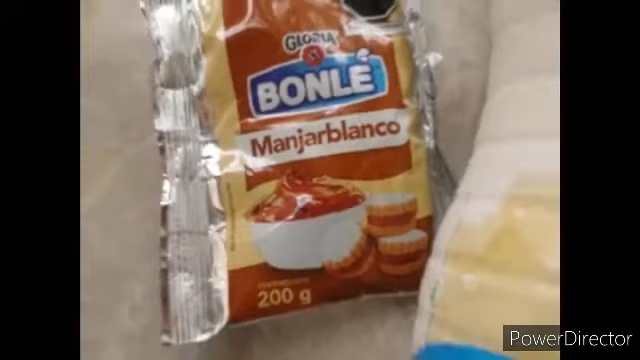 GLORIA
BONLÉ
Manjarblanco
200 g
PowerDirector